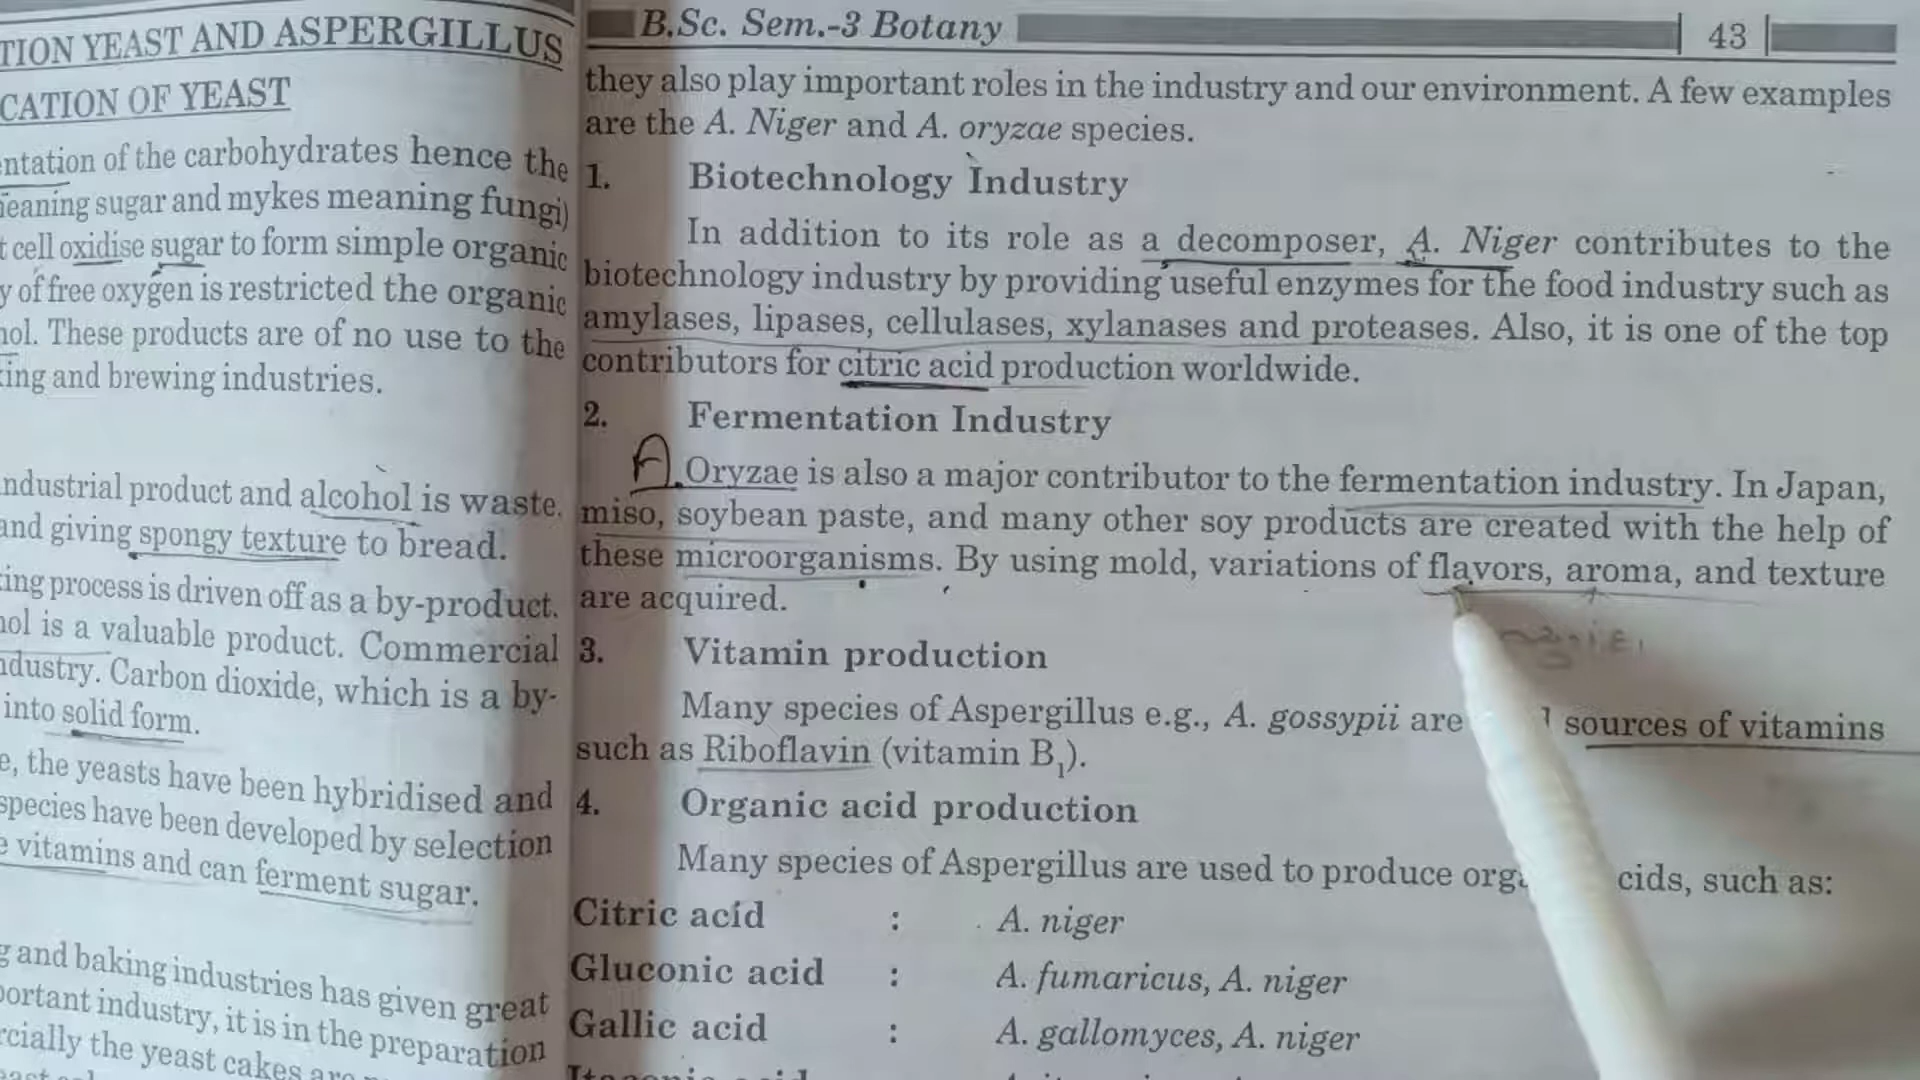 TION YEAST AND ASPERGILLUS
CATION OF YEAST
entation of the carbohydrates hence the
meaning sugar and mykes meaning fungi)
t cell oxidise sugar to form simple organic
y of free oxygen is restricted the organic
hol. These products are of no use to the
king and brewing industries.
ndustrial product and alcohol is waste.
and giving spongy texture to bread.
king process is driven off as a by-product.
hol is a valuable product. Commercial
ndustry. Carbon dioxide, which is a by-
into solid form.
e, the yeasts have been hybridised and
species have been developed by selection
e vitamins and can ferment sugar.
g and baking industries has given great
portant industry, it is in the preparation
rcially the yeast cakes are
B.Sc. Sem.-3 Botany 43
they also play important roles in the industry and our environment. A few examples
are the A. Niger and A. oryzae species.
1. Biotechnology Industry
In addition to its role as a decomposer, A. Niger contributes to the
biotechnology industry by providing useful enzymes for the food industry such as
amylases, lipases, cellulases, xylanases and proteases. Also, it is one of the top
contributors for citric acid production worldwide.
2. Fermentation Industry
A. Oryzae is also a major contributor to the fermentation industry. In Japan,
miso, soybean paste, and many other soy products are created with the help of
these microorganisms. By using mold, variations of flavors, aroma, and texture
are acquired.
3. Vitamin production
Many species of Aspergillus e.g., A. gossypii are sources of vitamins
such as Riboflavin (vitamin B₁).
4. Organic acid production
Many species of Aspergillus are used to produce orga cids, such as:
Citric acid : A. niger
Gluconic acid : A. fumaricus, A. niger
Gallic acid : A. gallomyces, A. niger